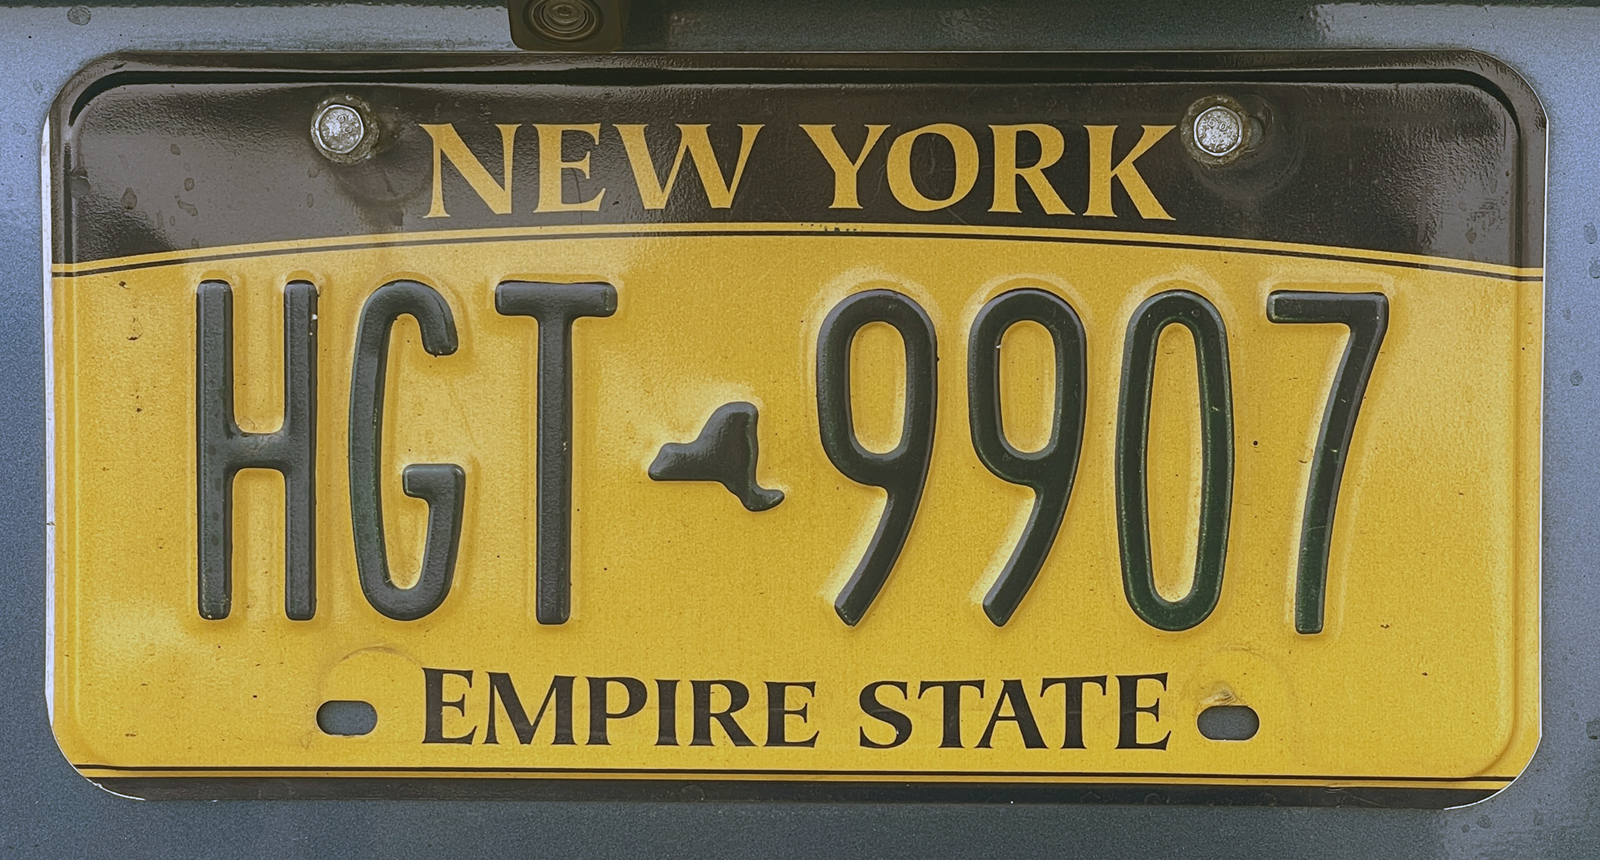 NEW YORK
HGT 9907
EMPIRE STATE